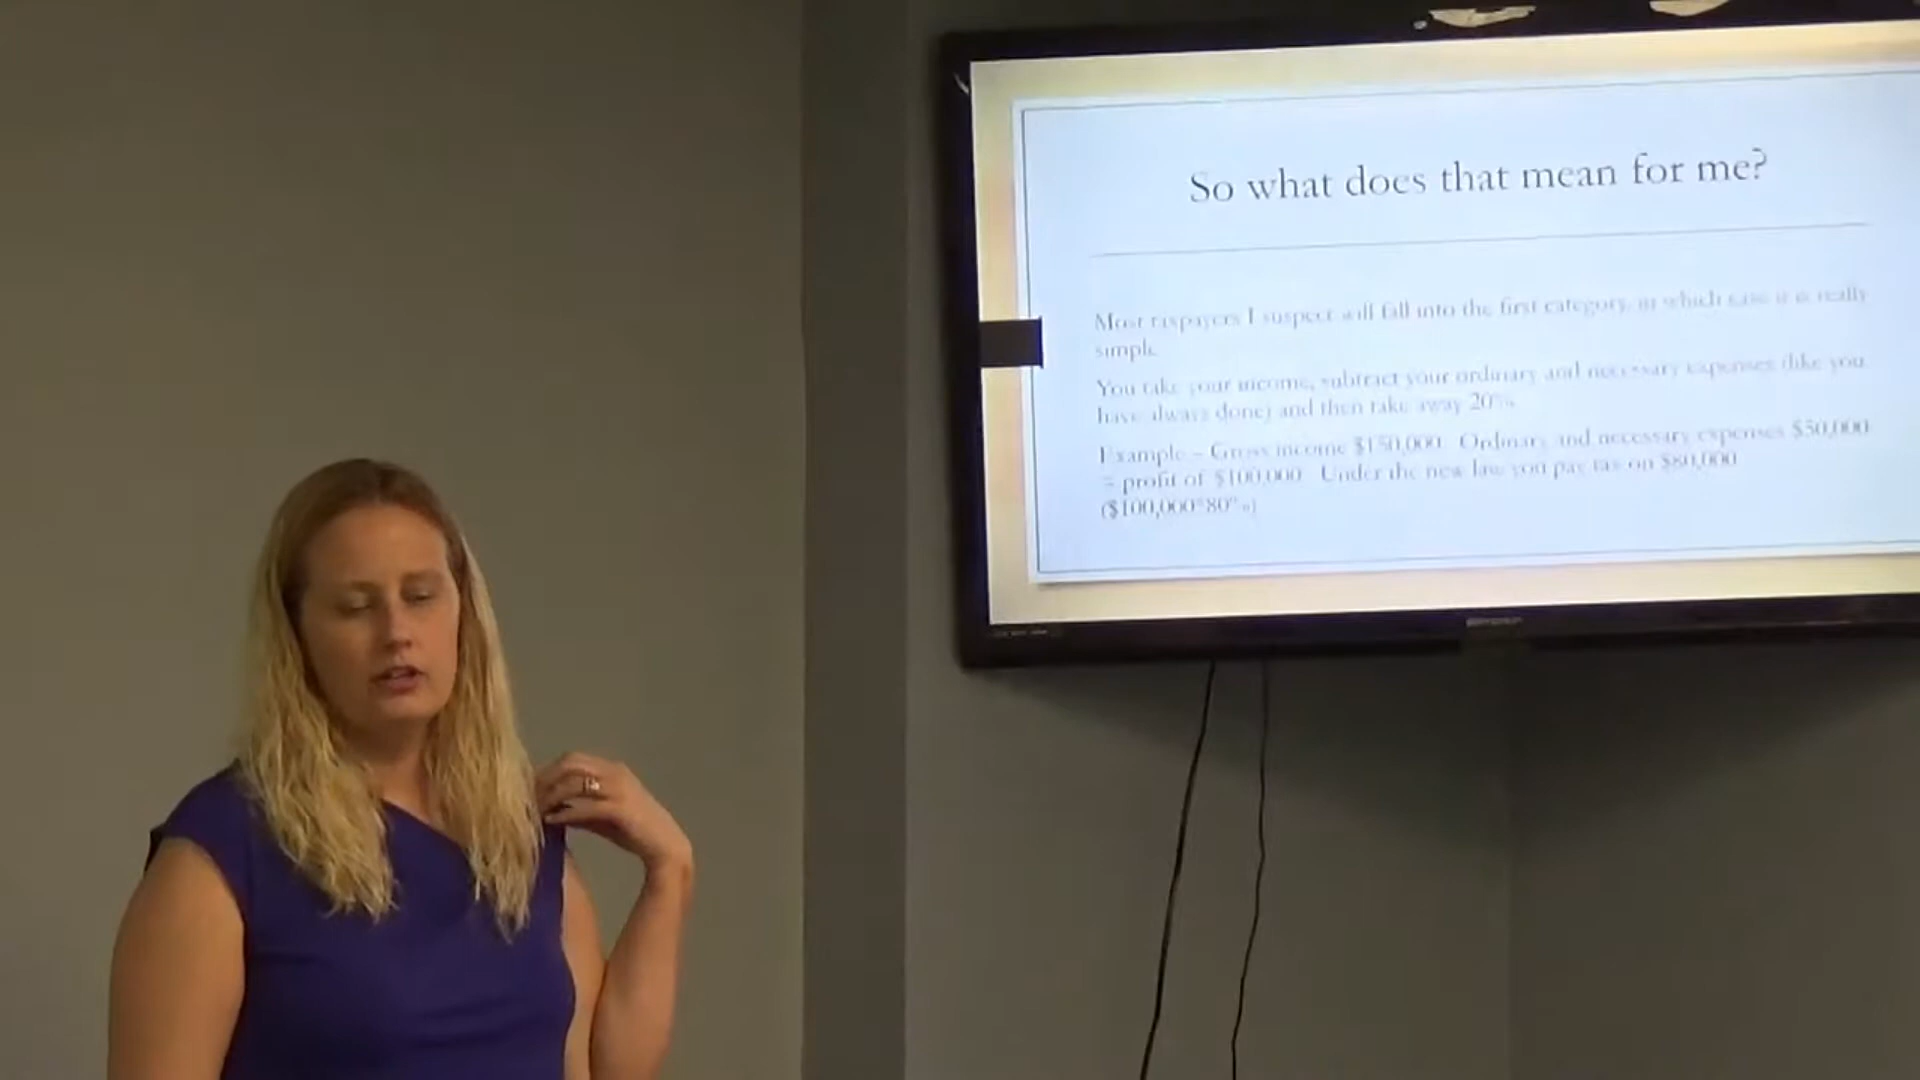 So what does that mean for me?
Most taxpayers I suspect will fall into the first category, in which case it is really
simple.
You take your income, subtract your ordinary and necessary expenses (like you
have always done) and then take away 20%.
Example – Gross income $150,000 Ordinary and necessary expenses $50,000
= profit of $100,000 Under the new law you pay tax on $80,000
($100,000*80%)